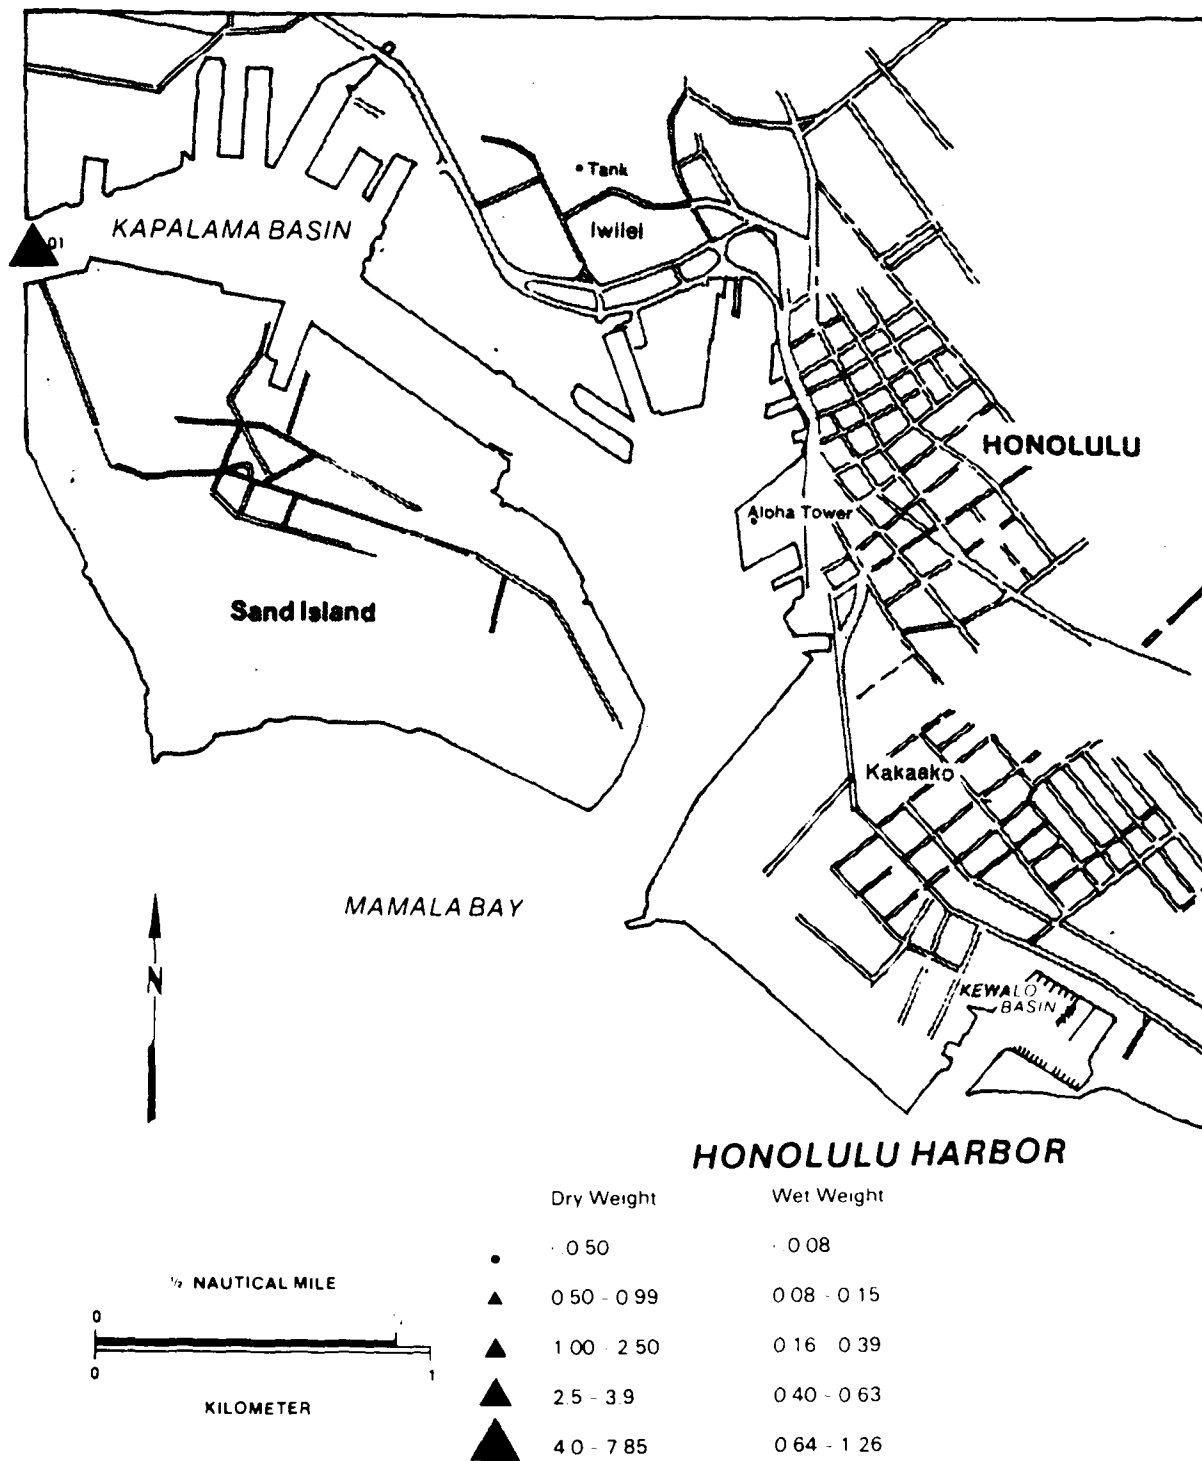 Tank
Iwilei
KAPALAMA BASIN
01
HONOLULU
Aloha Tower
Sand Island
Kakaako
MAMALA BAY
N
KEWALO
BASIN
HONOLULU HARBOR
Dry Weight Wet Weight
0 50 0 08
0 50 - 0 99 0 08 - 0 15
1 00 2 50 0 16 0 39
2.5 - 3.9 0 40 - 0 63
4 0 - 7 85 0 64 - 1 26
½ NAUTICAL MILE
0
0 1
KILOMETER